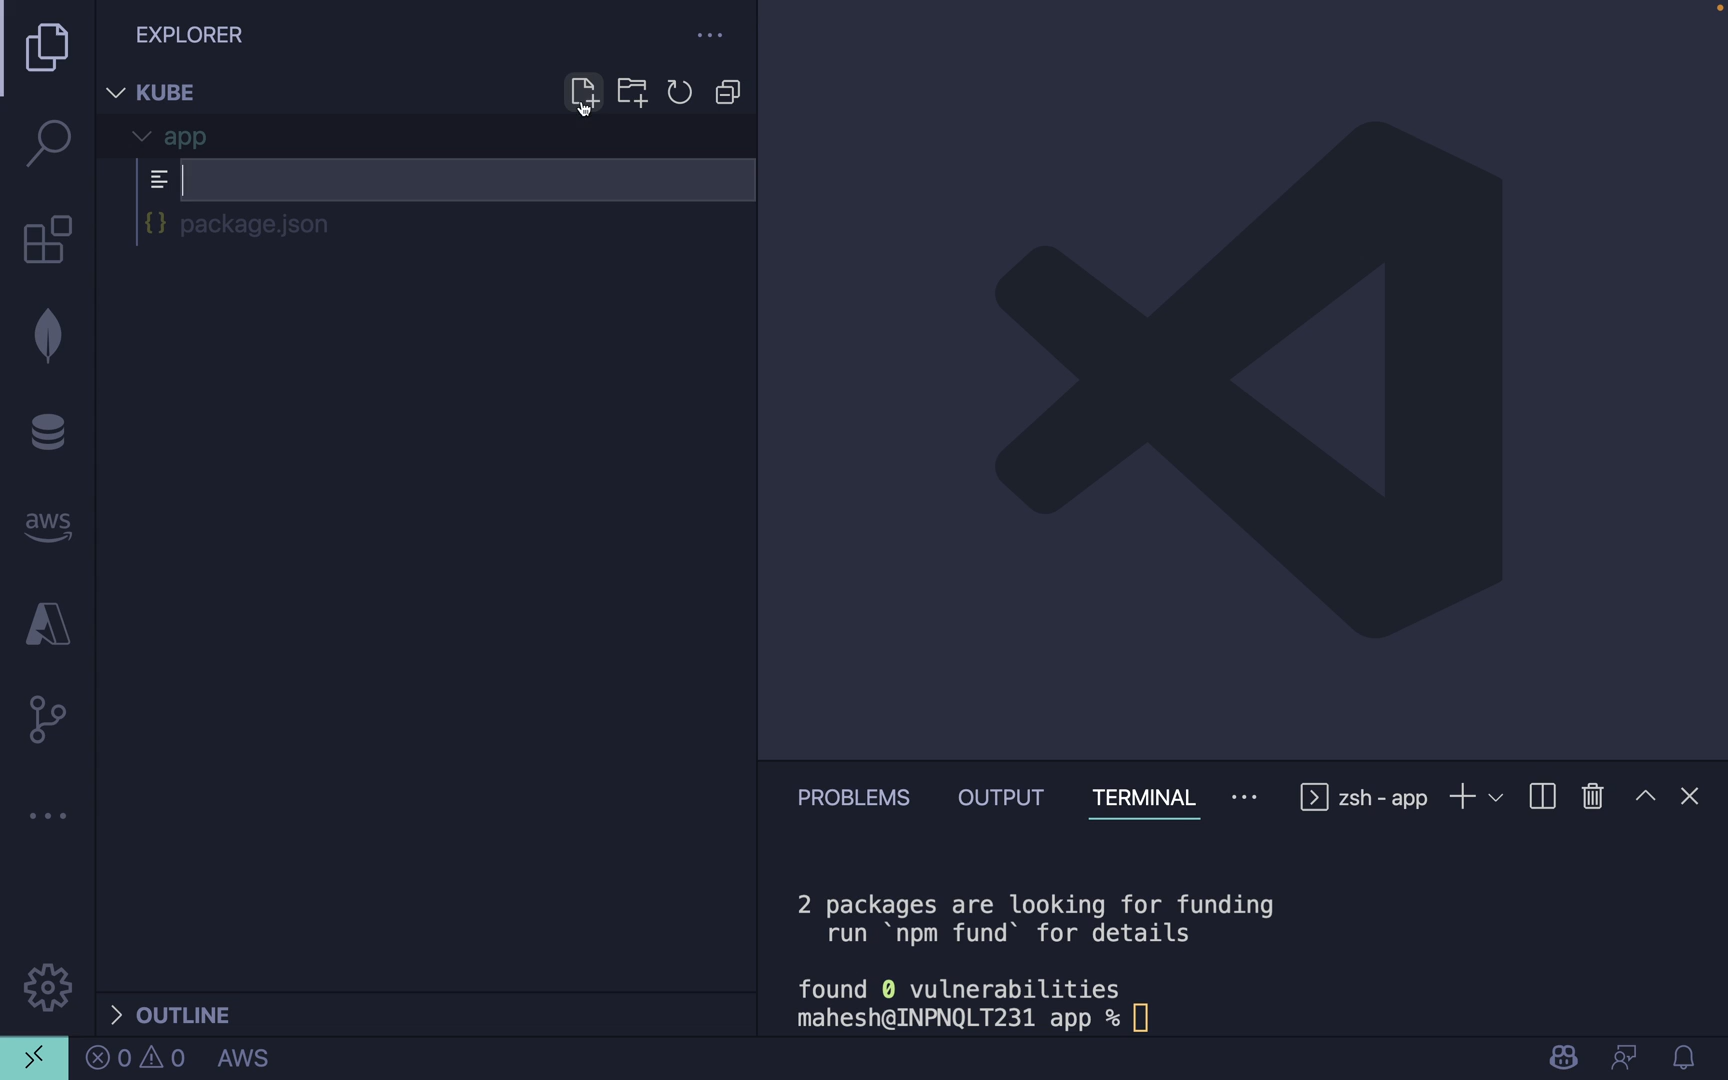 EXPLORER
KUBE
app
package.json
aws
OUTLINE
PROBLEMS
OUTPUT
TERMINAL
zsh - app
2 packages are looking for funding
run `npm fund` for details
found 0 vulnerabilities
mahesh@INPNQLT231 app %
0
0
AWS